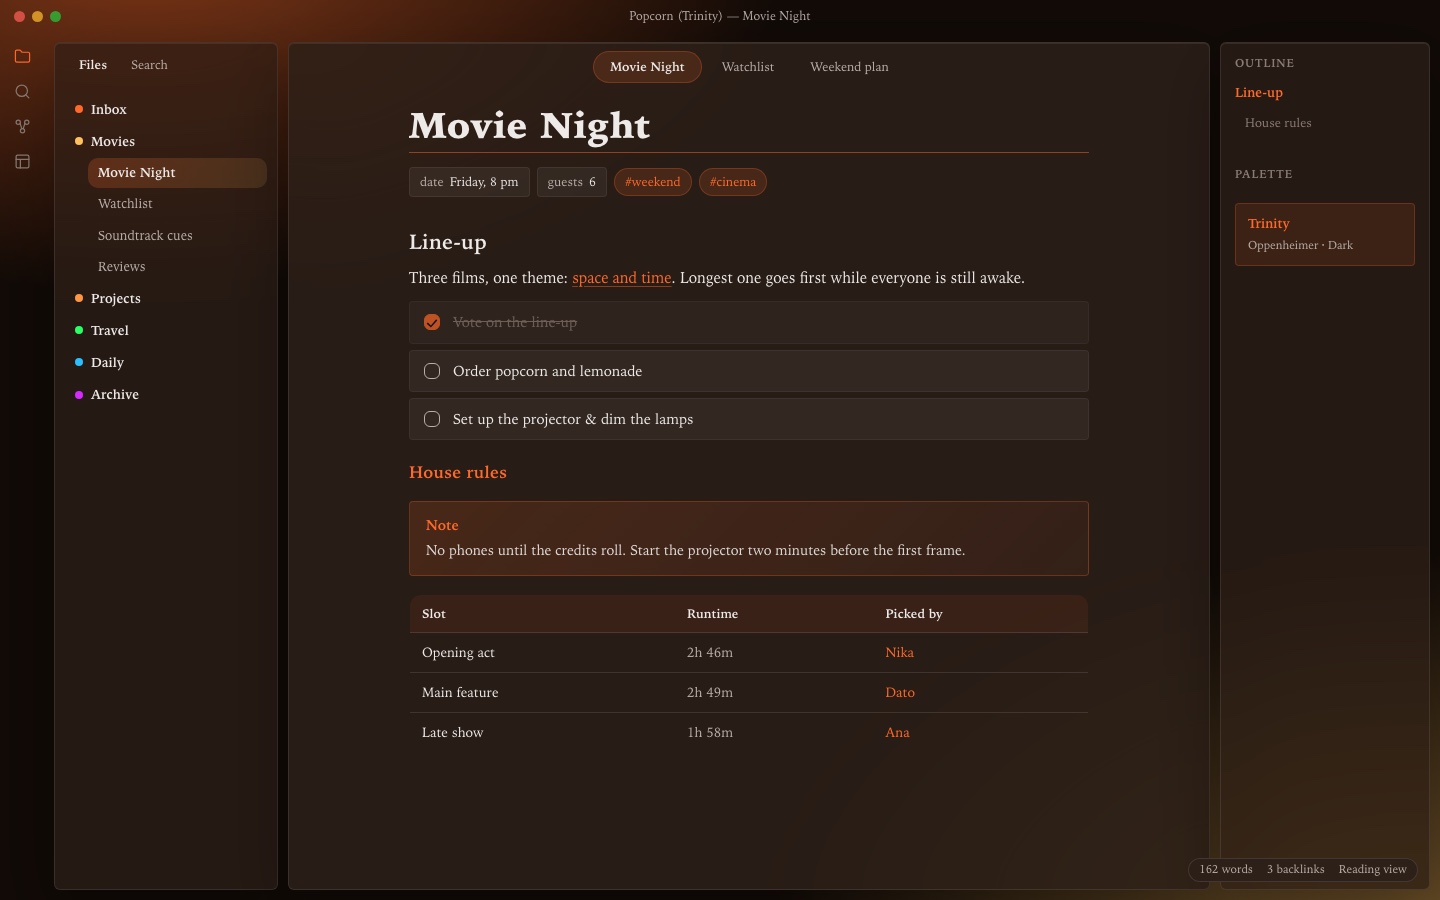 Popcorn (Trinity) — Movie Night
Files Search
Inbox
Movies
Movie Night
Watchlist
Soundtrack cues
Reviews
Projects
Travel
Daily
Archive
Movie Night Watchlist Weekend plan
Movie Night
date Friday, 8 pm guests 6 #weekend #cinema
Line-up
Three films, one theme: space and time. Longest one goes first while everyone is still awake.
Vote on the line-up
Order popcorn and lemonade
Set up the projector & dim the lamps
House rules
Note
No phones until the credits roll. Start the projector two minutes before the first frame.
Slot Runtime Picked by
Opening act 2h 46m Nika
Main feature 2h 49m Dato
Late show 1h 58m Ana
OUTLINE
Line-up
House rules
PALETTE
Trinity
Oppenheimer · Dark
162 words 3 backlinks Reading view